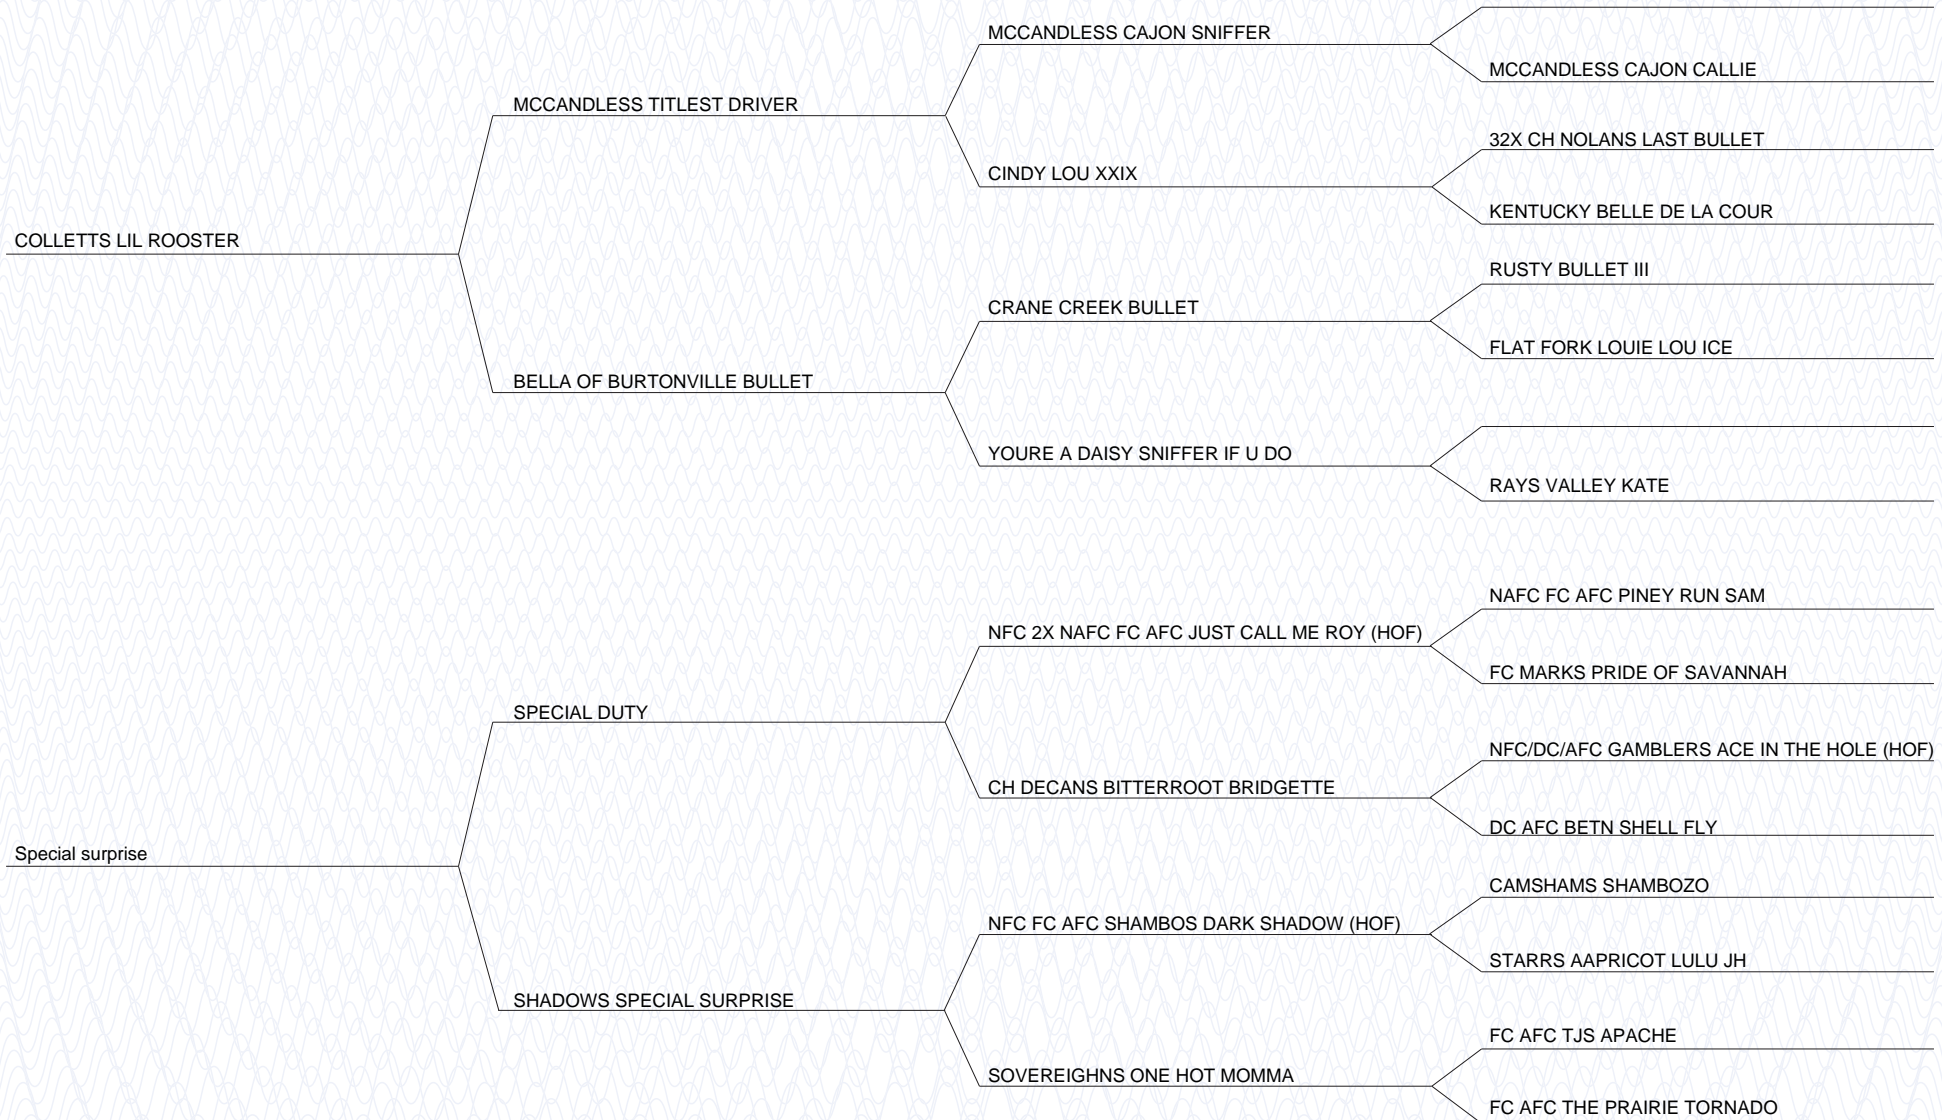 MCCANDLESS CAJON SNIFFER
MCCANDLESS CAJON CALLIE
MCCANDLESS TITLEST DRIVER
32X CH NOLANS LAST BULLET
CINDY LOU XXIX
KENTUCKY BELLE DE LA COUR
COLLETTS LIL ROOSTER
RUSTY BULLET III
CRANE CREEK BULLET
FLAT FORK LOUIE LOU ICE
BELLA OF BURTONVILLE BULLET
YOURE A DAISY SNIFFER IF U DO
RAYS VALLEY KATE
NAFC FC AFC PINEY RUN SAM
NFC 2X NAFC FC AFC JUST CALL ME ROY (HOF)
FC MARKS PRIDE OF SAVANNAH
SPECIAL DUTY
NFC/DC/AFC GAMBLERS ACE IN THE HOLE (HOF)
CH DECANS BITTERROOT BRIDGETTE
DC AFC BETN SHELL FLY
Special surprise
CAMSHAMS SHAMBOZO
NFC FC AFC SHAMBOS DARK SHADOW (HOF)
STARRS AAPRICOT LULU JH
SHADOWS SPECIAL SURPRISE
FC AFC TJS APACHE
SOVEREIGHNS ONE HOT MOMMA
FC AFC THE PRAIRIE TORNADO